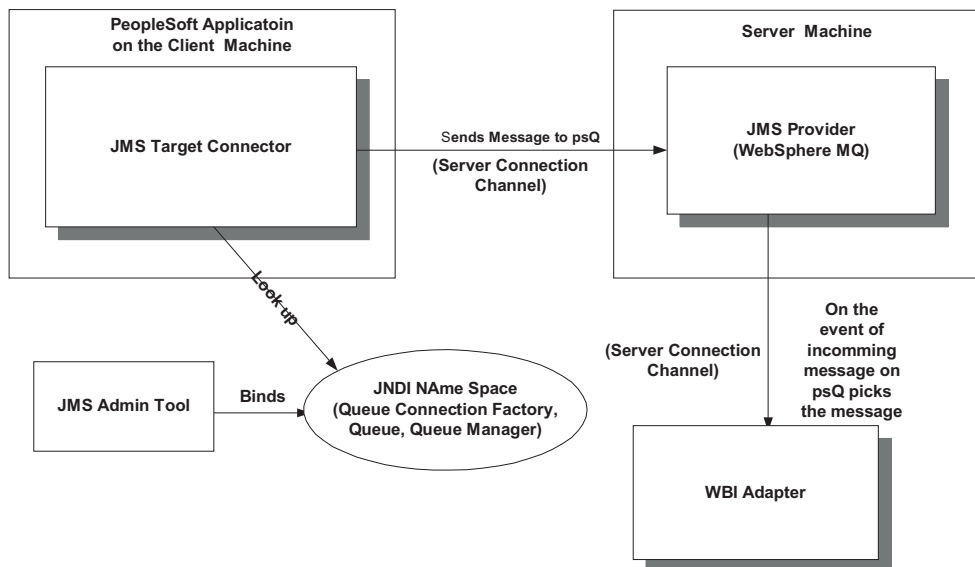 PeopleSoft Applicatoin
on the Client  Machine
JMS Target Connector
Sends Message to psQ
(Server Connection
Channel)
Server  Machine
JMS Provider
(WebSphere MQ)
Look up
JMS Admin Tool
Binds
JNDI NAme Space
(Queue Connection Factory,
Queue, Queue Manager)
(Server Connection
Channel)
On the
event of
incomming
message on
psQ picks
the message
WBI Adapter